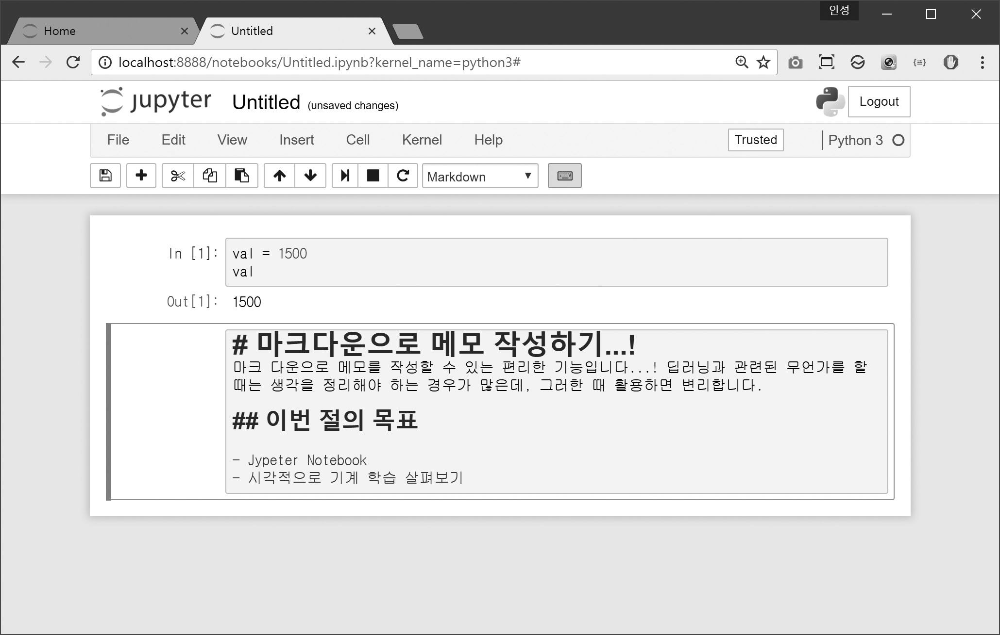 인성
Home
Untitled
localhost:8888/notebooks/Untitled.ipynb?kernel_name=python3#
jupyter Untitled (unsaved changes)
Logout
File Edit View Insert Cell Kernel Help Trusted Python 3
Markdown
In [1]: val = 1500
val
Out[1]: 1500
# 마크다운으로 메모 작성하기...!
마크 다운으로 메모를 작성할 수 있는 편리한 기능입니다...! 딥러닝과 관련된 무언가를 할
때는 생각을 정리해야 하는 경우가 많은데, 그러한 때 활용하면 변리합니다.
## 이번 절의 목표
- Jypeter Notebook
- 시각적으로 기계 학습 살펴보기